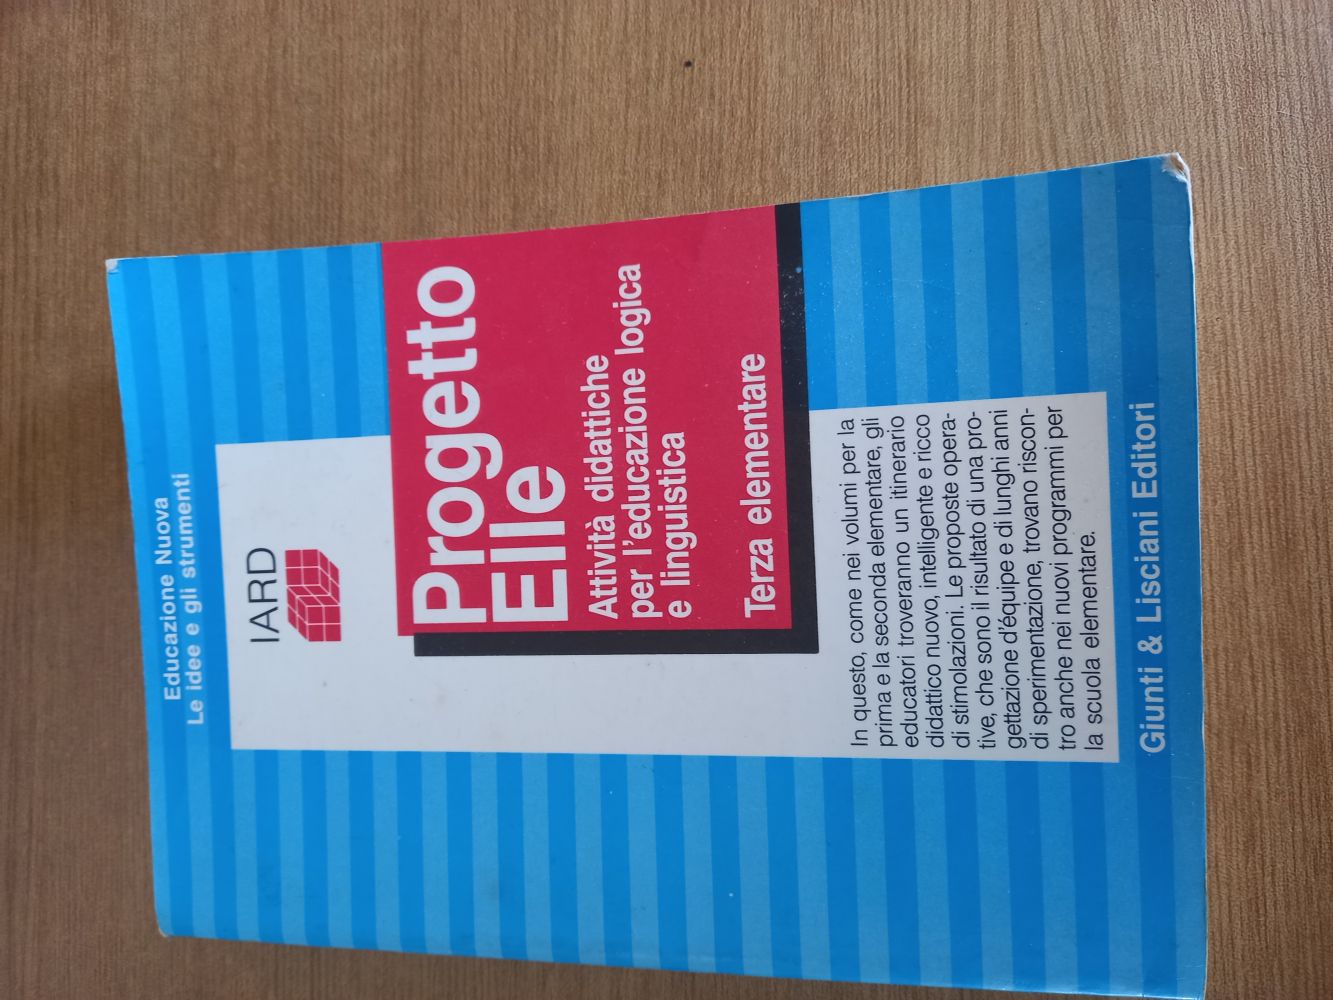 Educazione Nuova
Le idee e gli strumenti
IARD
Progetto
Elle
Attività didattiche
per l'educazione logica
e linguistica
Terza elementare
In questo, come nei volumi per la
prima e la seconda elementare, gli
educatori troveranno un itinerario
didattico nuovo, intelligente e ricco
di stimolazioni. Le proposte opera-
tive, che sono il risultato di una pro-
gettazione d'équipe e di lunghi anni
di sperimentazione, trovano riscon-
tro anche nei nuovi programmi per
la scuola elementare.
Giunti & Lisciani Editori